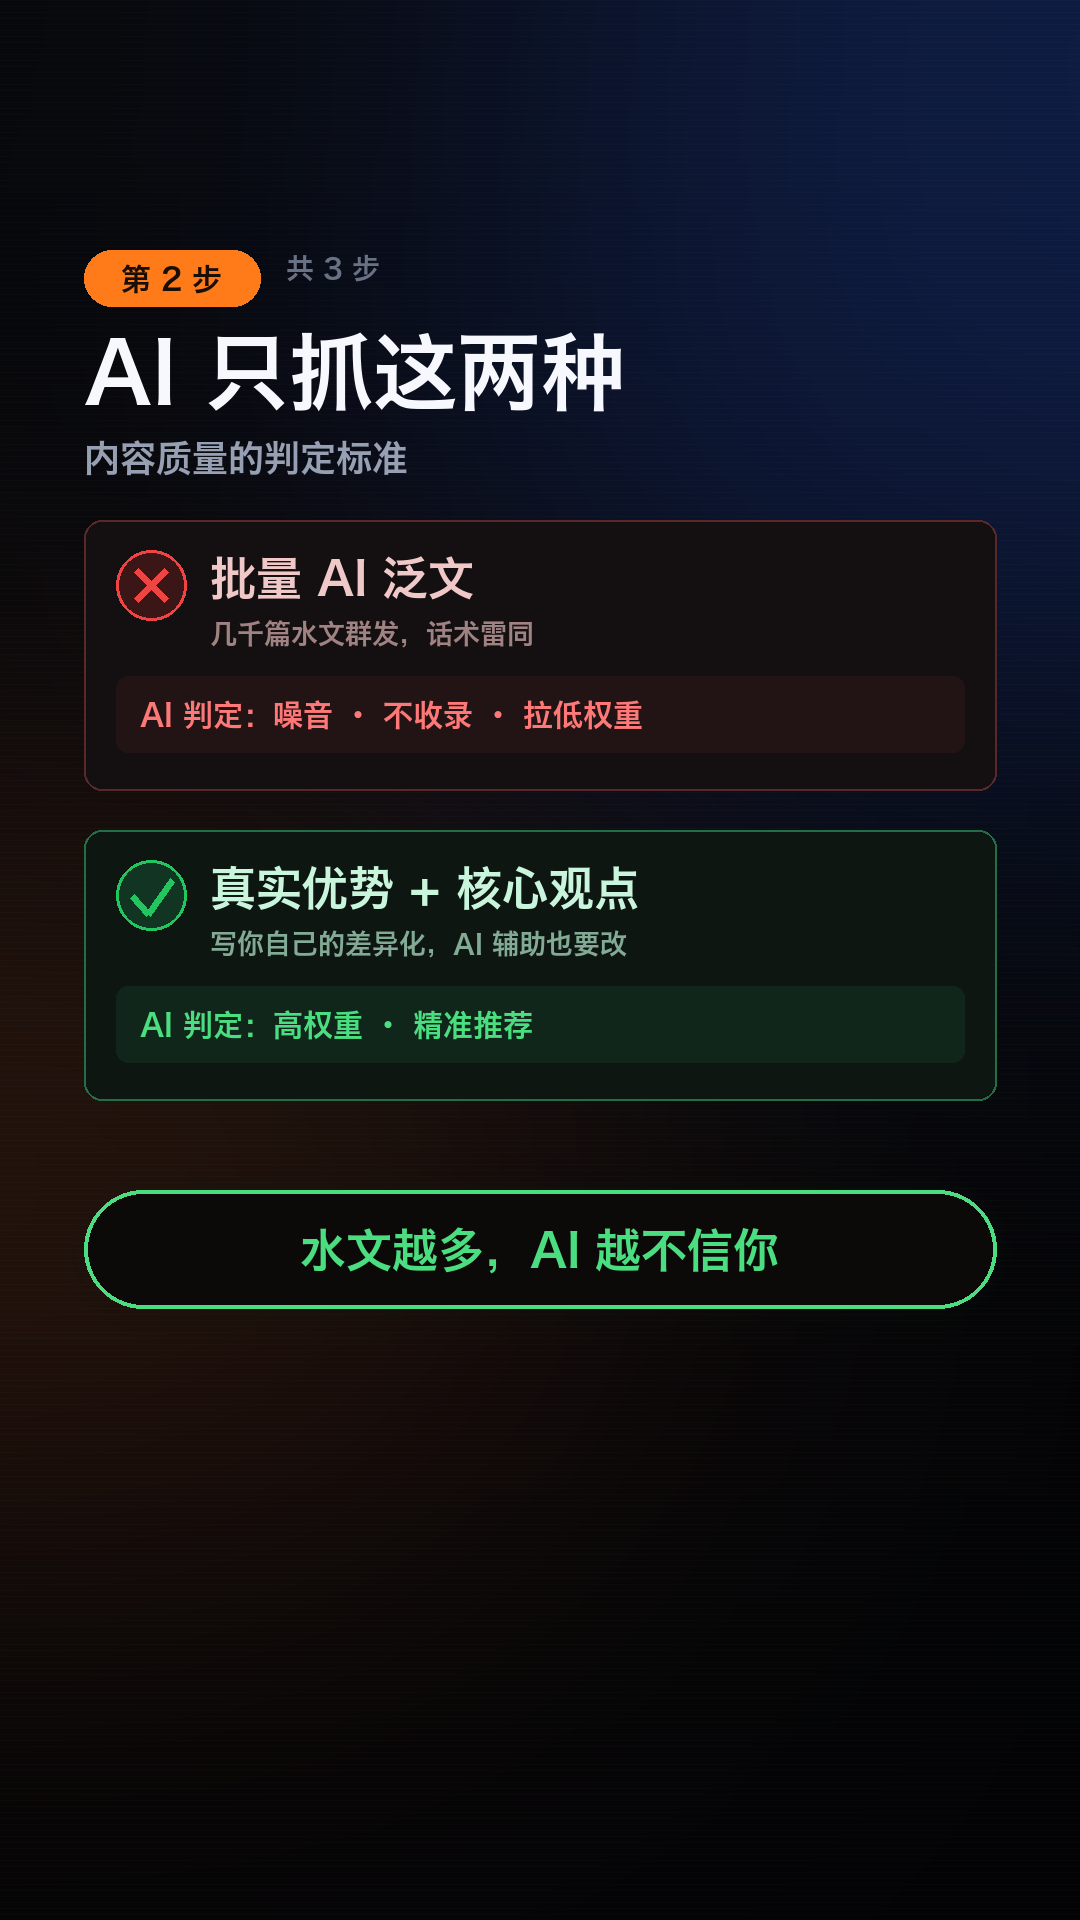 第 2 步
共 3 步
AI 只抓这两种
内容质量的判定标准
批量 AI 泛文
几千篇水文群发，话术雷同
AI 判定：噪音 · 不收录 · 拉低权重
真实优势 + 核心观点
写你自己的差异化，AI 辅助也要改
AI 判定：高权重 · 精准推荐
水文越多，AI 越不信你